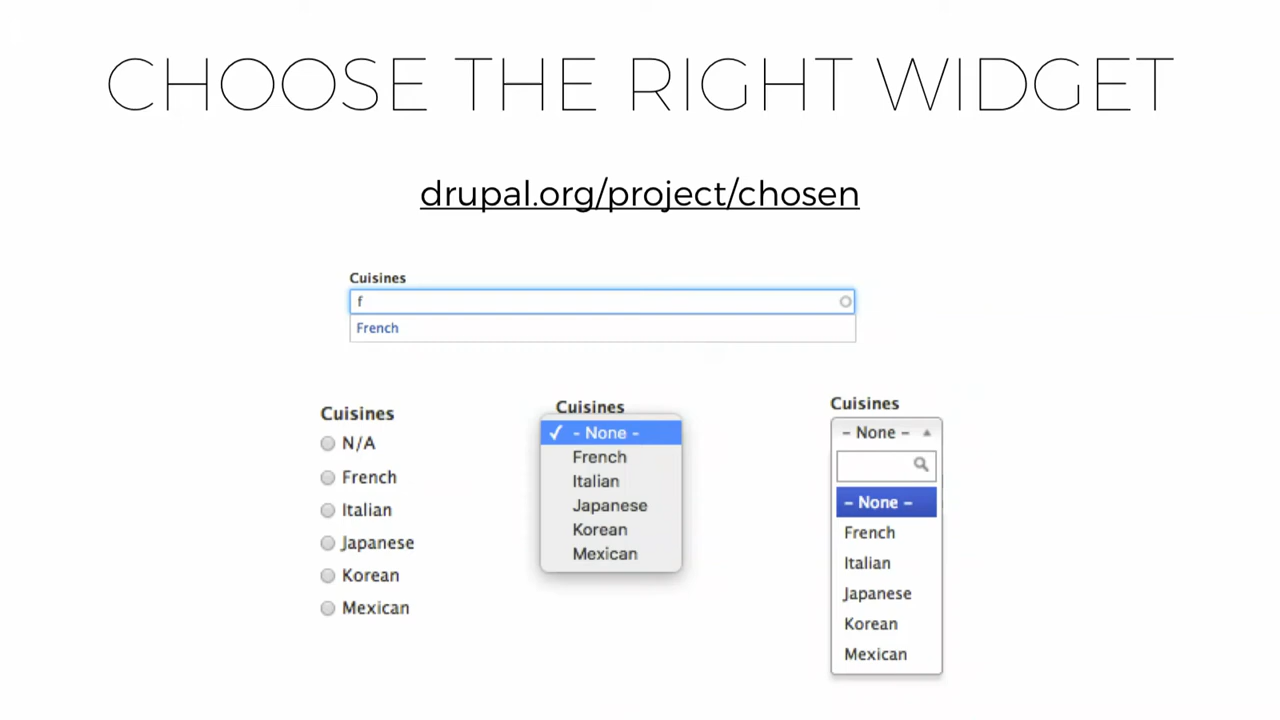 CHOOSE THE RIGHT WIDGET
drupal.org/project/chosen
Cuisines
f
French
Cuisines
N/A
French
Italian
Japanese
Korean
Mexican
Cuisines
✓ - None -
French
Italian
Japanese
Korean
Mexican
Cuisines
- None -
- None -
French
Italian
Japanese
Korean
Mexican